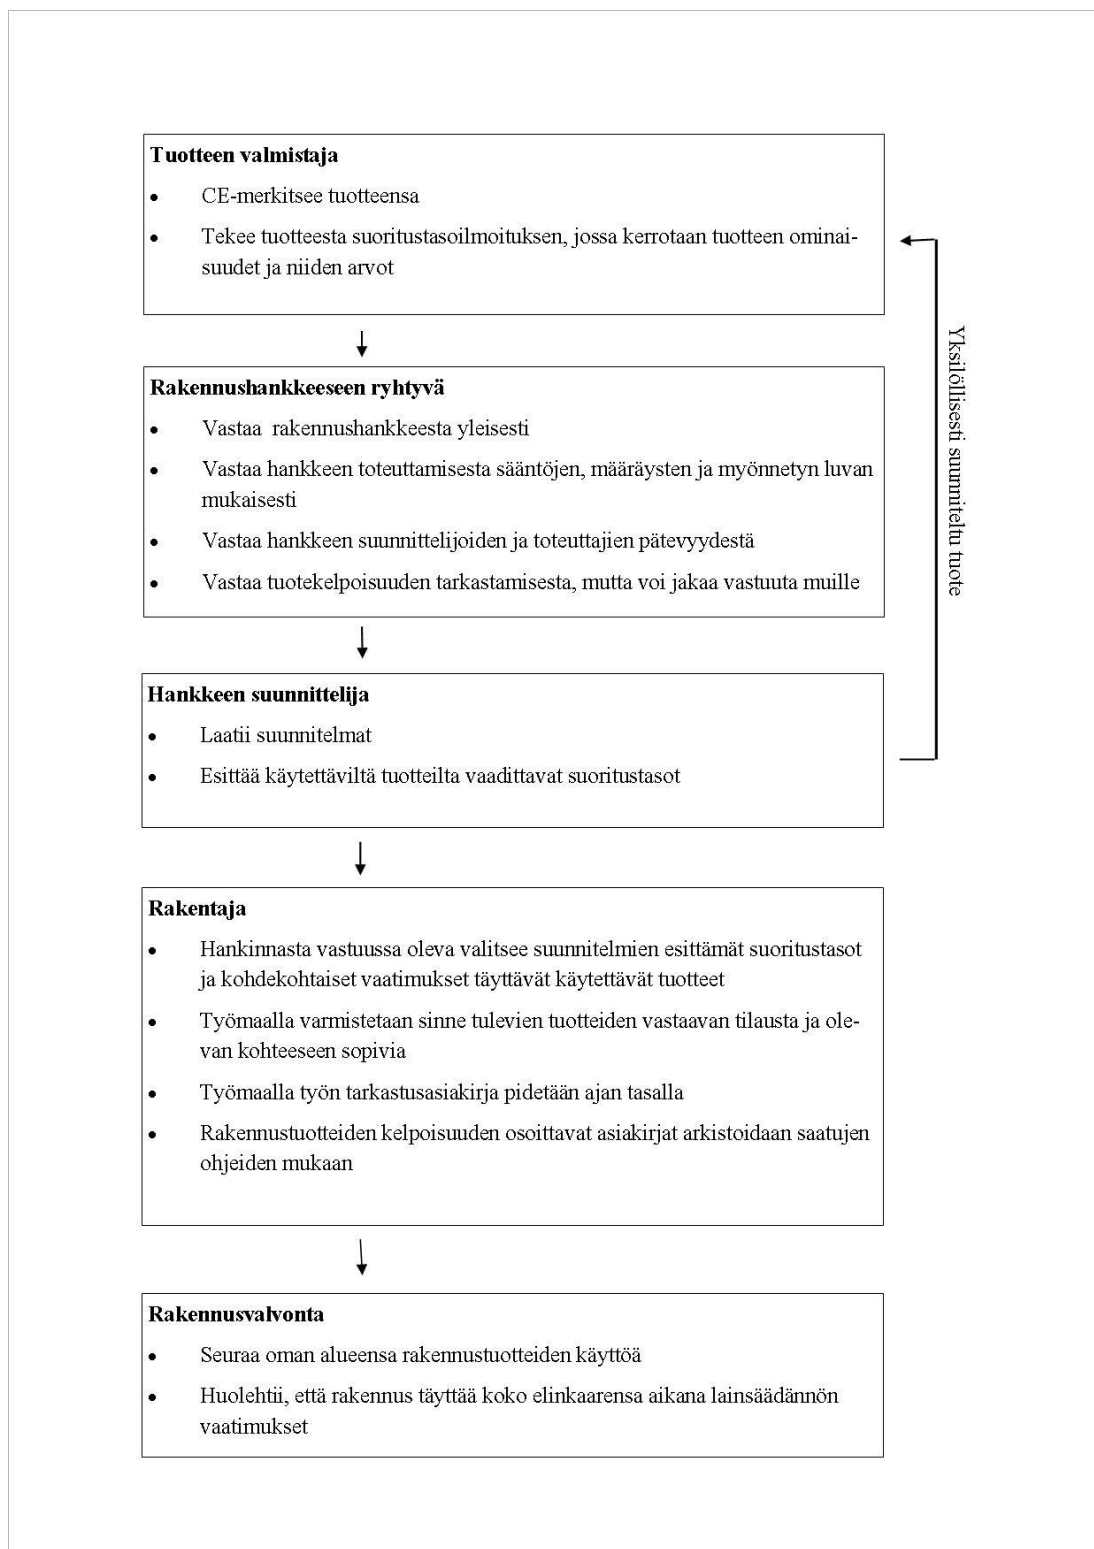 Tuotteen valmistaja
• CE-merkitsee tuotteensa
• Tekee tuotteesta suoritustasoilmoituksen, jossa kerrotaan tuotteen ominai-
suudet ja niiden arvot
Rakennushankkeeseen ryhtyvä
• Vastaa rakennushankkeesta yleisesti
• Vastaa hankkeen toteuttamisesta sääntöjen, määräysten ja myönnetyn luvan
mukaisesti
• Vastaa hankkeen suunnittelijoiden ja toteuttajien pätevyydestä
• Vastaa tuotekelpoisuuden tarkastamisesta, mutta voi jakaa vastuuta muille
Yksilöllisesti suunniteltu tuote
Hankkeen suunnittelija
• Laatii suunnitelmat
• Esittää käytettäviltä tuotteilta vaadittavat suoritustasot
Rakentaja
• Hankinnasta vastuussa oleva valitsee suunnitelmien esittämät suoritustasot
ja kohdekohtaiset vaatimukset täyttävät käytettävät tuotteet
• Työmaalla varmistetaan sinne tulevien tuotteiden vastaavan tilausta ja ole-
van kohteeseen sopivia
• Työmaalla työn tarkastusasiakirja pidetään ajan tasalla
• Rakennustuotteiden kelpoisuuden osoittavat asiakirjat arkistoidaan saatujen
ohjeiden mukaan
Rakennusvalvonta
• Seuraa oman alueensa rakennustuotteiden käyttöä
• Huolehtii, että rakennus täyttää koko elinkaarensa aikana lainsäädännön
vaatimukset